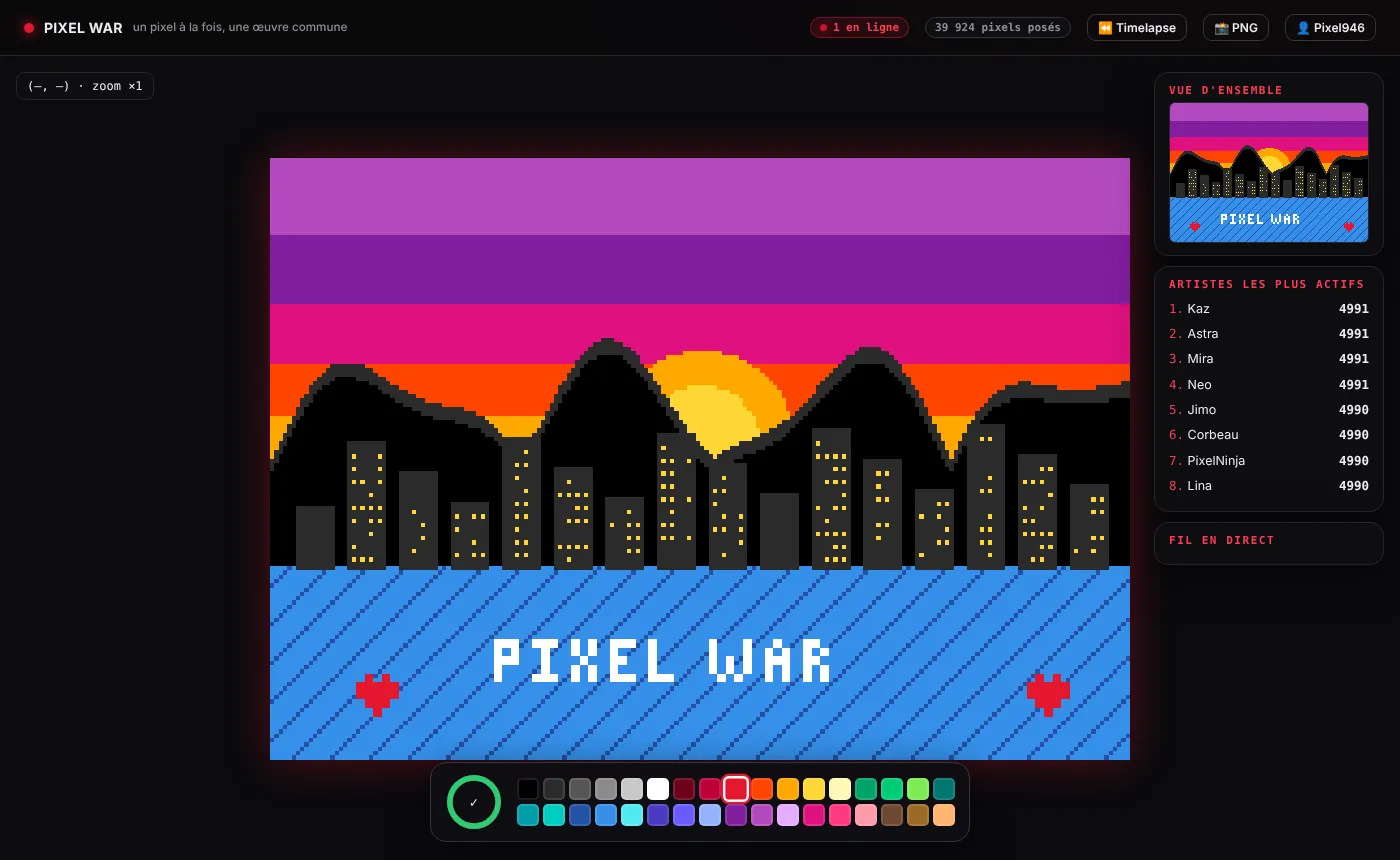 PIXEL WAR un pixel à la fois, une œuvre commune
1 en ligne
39 924 pixels posés
⏪ Timelapse
📸 PNG
👤 Pixel946
(—, —) · zoom ×1
VUE D'ENSEMBLE
PIXEL WAR
ARTISTES LES PLUS ACTIFS
1. Kaz 4991
2. Astra 4991
3. Mira 4991
4. Neo 4991
5. Jimo 4990
6. Corbeau 4990
7. PixelNinja 4990
8. Lina 4990
FIL EN DIRECT
PIXEL WAR
✓